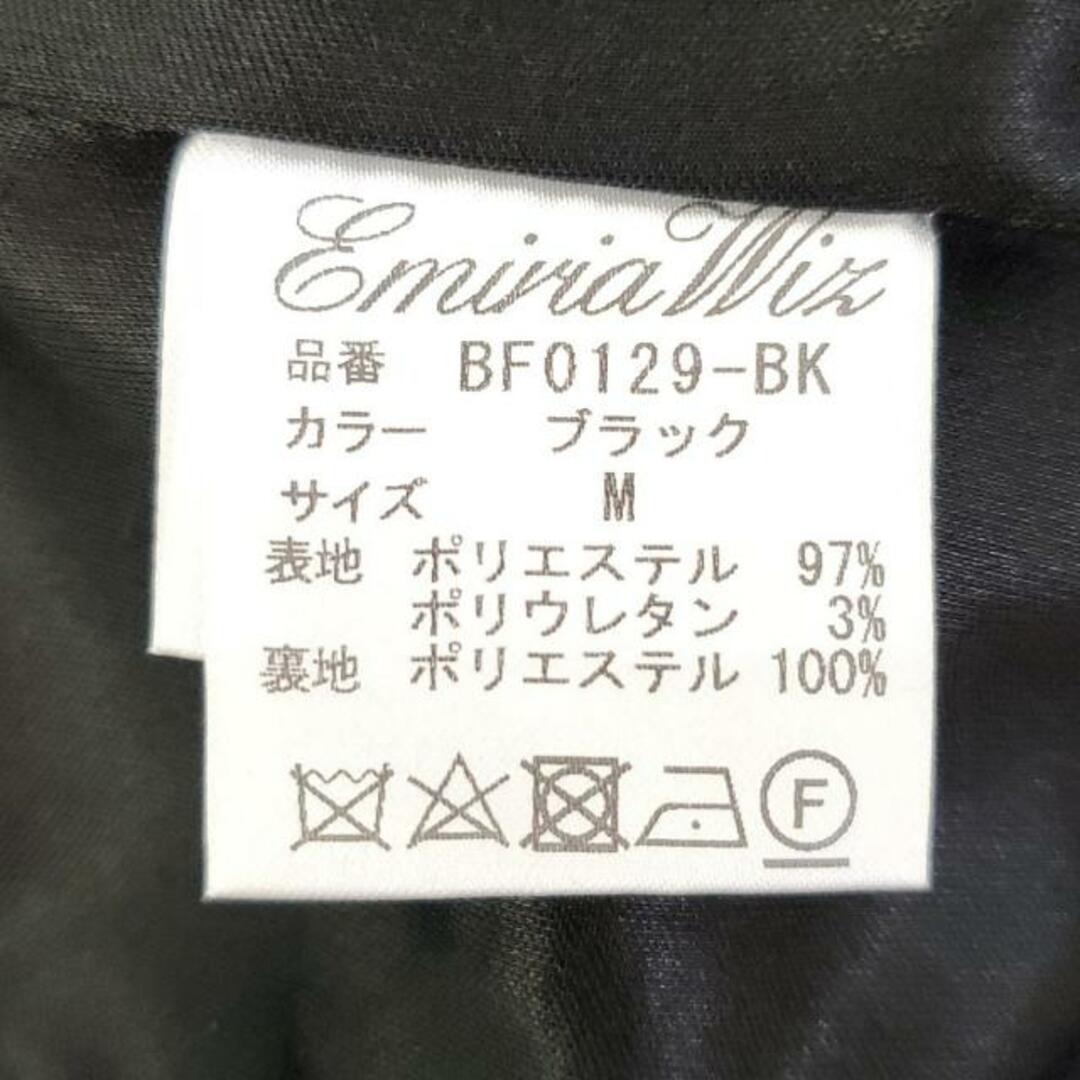 EmiriaWiz
品番 BF0129-BK
カラー ブラック
サイズ M
表地 ポリエステル 97%
ポリウレタン 3%
裏地 ポリエステル 100%
F